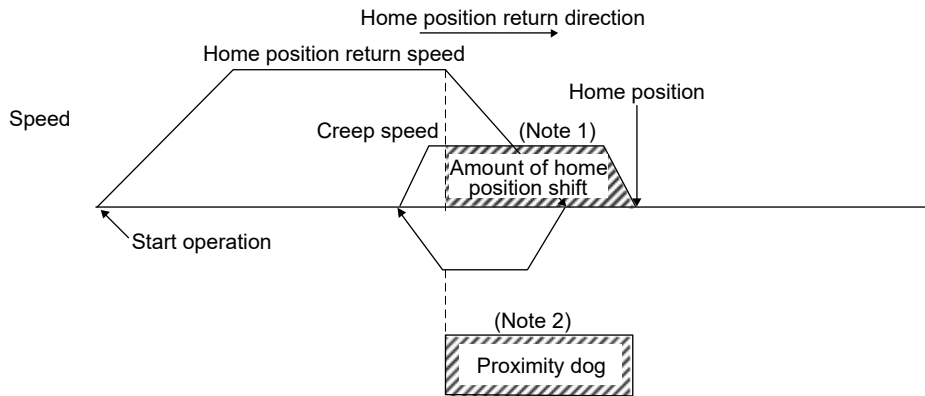 Home position return direction
Home position return speed
Home position
Speed
Creep speed
(Note 1)
Amount of home
position shift
Start operation
(Note 2)
Proximity dog